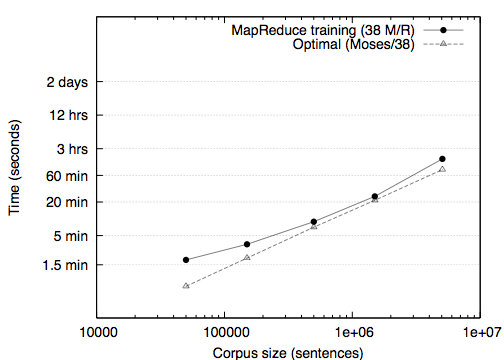 MapReduce training (38 M/R)
Optimal (Moses/38)
2 days
12 hrs
3 hrs
60 min
20 min
5 min
1.5 min
Time (seconds)
10000
100000
1e+06
1e+07
Corpus size (sentences)